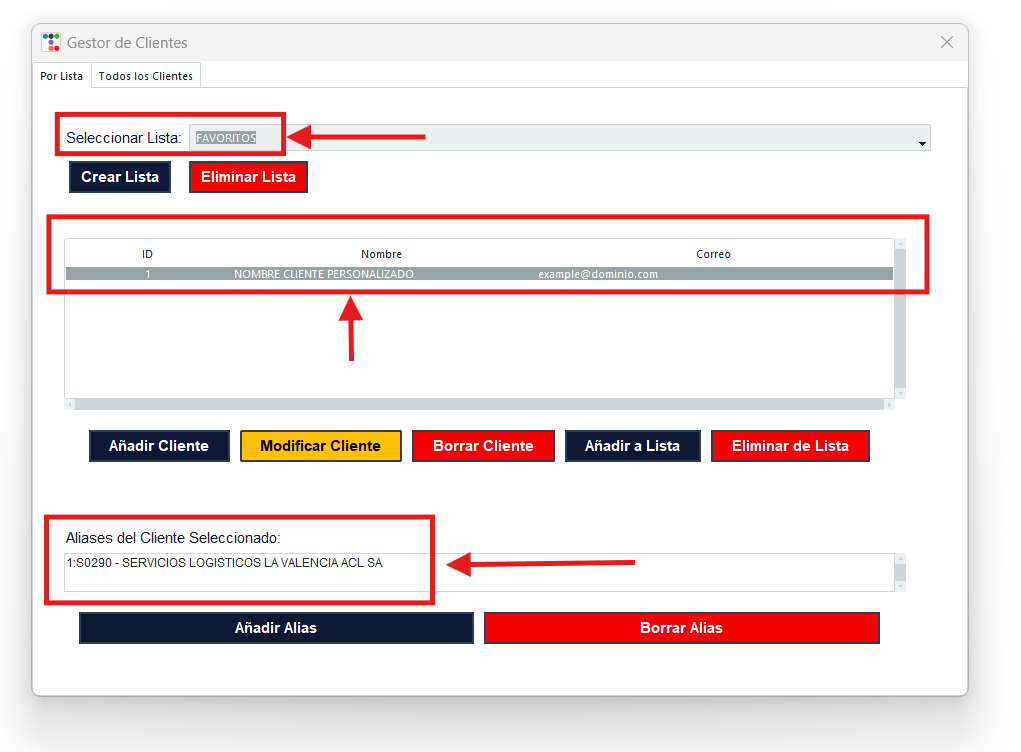 Gestor de Clientes
Por Lista Todos los Clientes
Seleccionar Lista: FAVORITOS
Crear Lista Eliminar Lista
ID Nombre Correo
1 NOMBRE CLIENTE PERSONALIZADO example@dominio.com
Añadir Cliente Modificar Cliente Borrar Cliente Añadir a Lista Eliminar de Lista
Aliases del Cliente Seleccionado:
1:S0290 - SERVICIOS LOGISTICOS LA VALENCIA ACL SA
Añadir Alias Borrar Alias